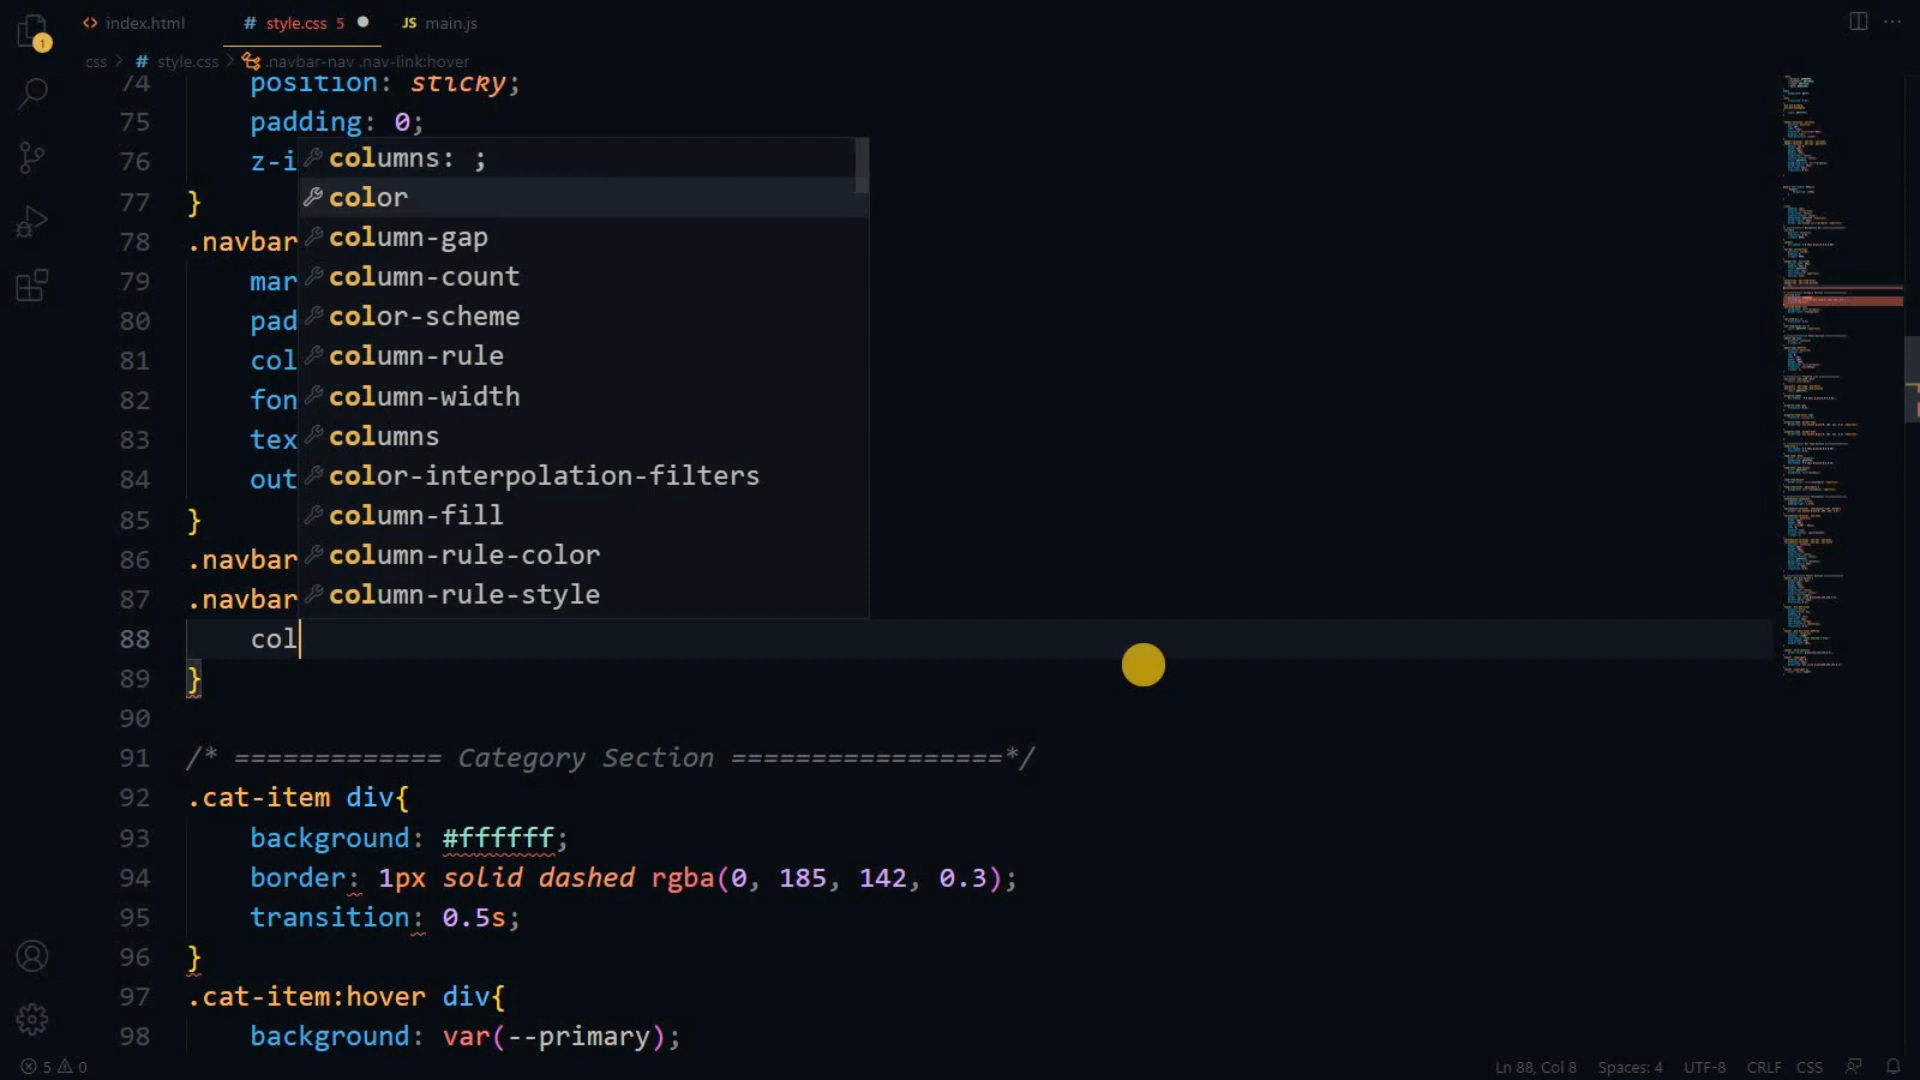 index.html
# style.css 5
JS main.js
css > # style.css > .navbar-nav .nav-link:hover
74 position: sticky;
75 padding: 0;
76 z-i
77 }
78 .navbar
79 mar
80 pad
81 col
82 fon
83 tex
84 out
85 }
86 .navbar
87 .navbar
88 col
89 }
90
91 /* ============= Category Section =================*/
92 .cat-item div{
93 background: #ffffff;
94 border: 1px solid dashed rgba(0, 185, 142, 0.3);
95 transition: 0.5s;
96 }
97 .cat-item:hover div{
98 background: var(--primary);
columns: ;
color
column-gap
column-count
color-scheme
column-rule
column-width
columns
color-interpolation-filters
column-fill
column-rule-color
column-rule-style
1
5 0
Ln 88, Col 8 Spaces: 4 UTF-8 CRLF CSS